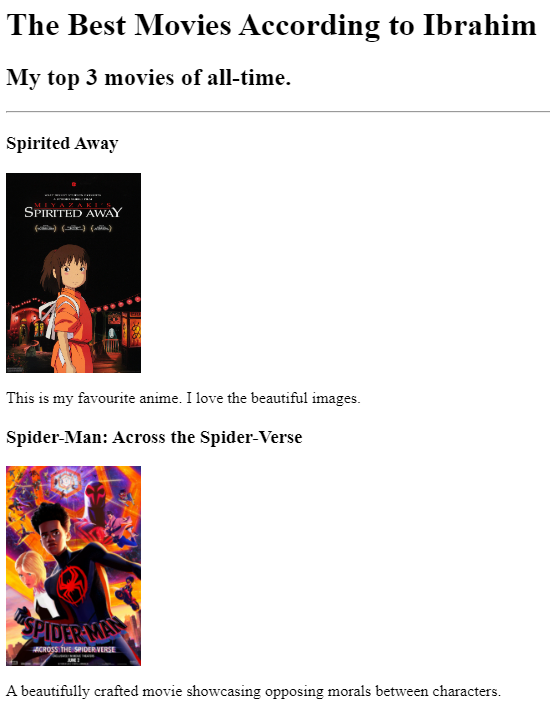 The Best Movies According to Ibrahim
My top 3 movies of all-time.
Spirited Away
MIYAZAKI'S
SPIRITED AWAY
This is my favourite anime. I love the beautiful images.
Spider-Man: Across the Spider-Verse
SPIDER-MAN
ACROSS THE SPIDER-VERSE
JUNE 2
A beautifully crafted movie showcasing opposing morals between characters.